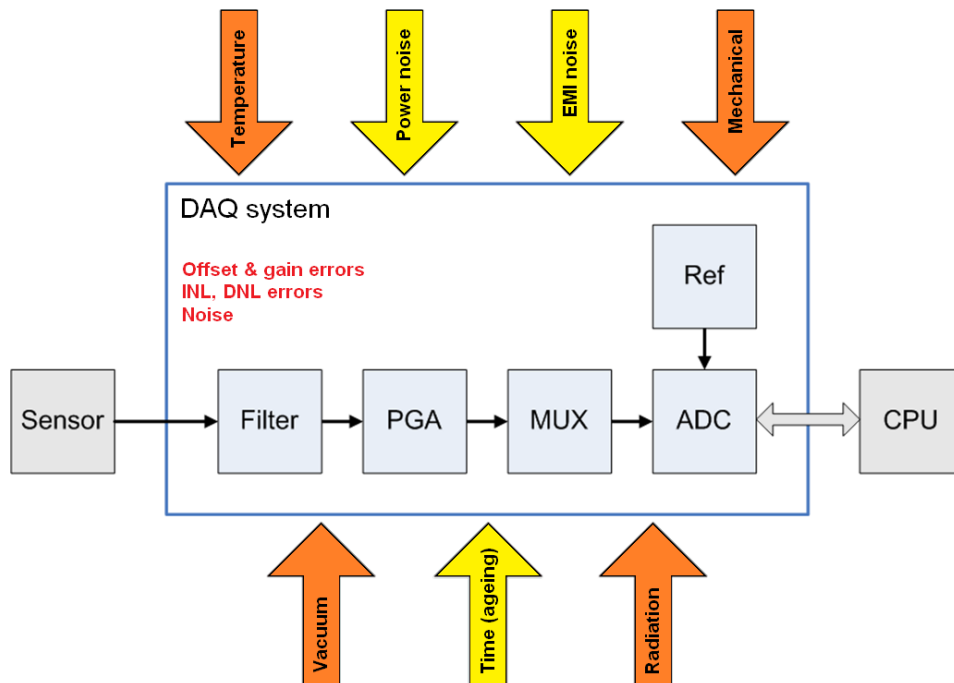 Temperature
Power noise
EMI noise
Mechanical
DAQ system
Offset & gain errors
INL, DNL errors
Noise
Ref
Sensor
Filter
PGA
MUX
ADC
CPU
Vacuum
Time (ageing)
Radiation